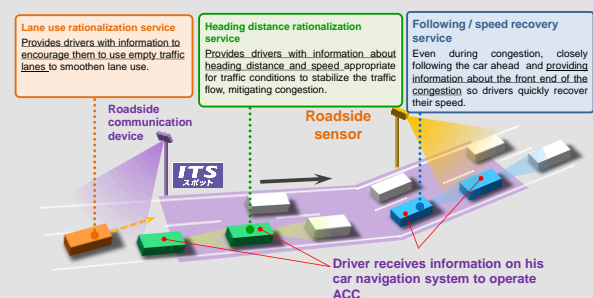 Lane use rationalization service
Provides drivers with information to
encourage them to use empty traffic
lanes to smoothen lane use.
Heading distance rationalization
service
Provides drivers with information about
heading distance and speed appropriate
for traffic conditions to stabilize the traffic
flow, mitigating congestion.
Following / speed recovery
service
Even during congestion, closely
following the car ahead and providing
information about the front end of the
congestion so drivers quickly recover
their speed.
Roadside
communication
device
Roadside
sensor
ITS
スポット
Driver receives information on his
car navigation system to operate
ACC